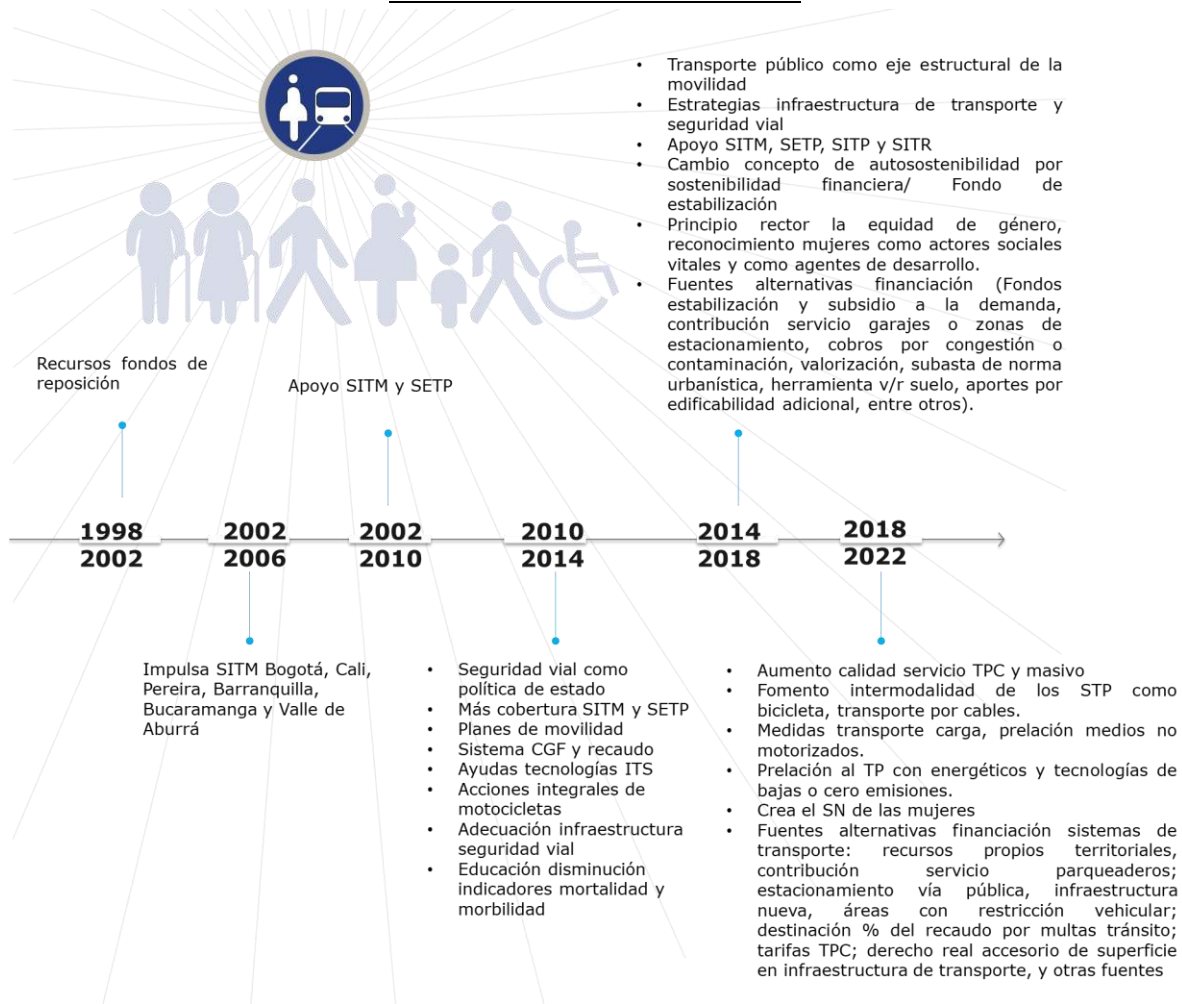 Transporte público como eje estructural de la
movilidad
Estrategias infraestructura de transporte y
seguridad vial
Apoyo SITM, SETP, SITP y SITR
Cambio concepto de autosostenibilidad por
sostenibilidad financiera/ Fondo de
estabilización
Principio rector la equidad de género,
reconocimiento mujeres como actores sociales
vitales y como agentes de desarrollo.
Fuentes alternativas financiación (Fondos
estabilización y subsidio a la demanda,
contribución servicio garajes o zonas de
estacionamiento, cobros por congestión o
contaminación, valorización, subasta de norma
urbanística, herramienta v/r suelo, aportes por
edificabilidad adicional, entre otros).
Recursos fondos de
reposición
Apoyo SITM y SETP
1998
2002
2002
2006
2002
2010
2010
2014
2014
2018
2018
2022
Impulsa SITM Bogotá, Cali,
Pereira, Barranquilla,
Bucaramanga y Valle de
Aburrá
Seguridad vial como
política de estado
Más cobertura SITM y SETP
Planes de movilidad
Sistema CGF y recaudo
Ayudas tecnologías ITS
Acciones integrales de
motocicletas
Adecuación infraestructura
seguridad vial
Educación disminución
indicadores mortalidad y
morbilidad
Aumento calidad servicio TPC y masivo
Fomento intermodalidad de los STP como
bicicleta, transporte por cables.
Medidas transporte carga, prelación medios no
motorizados.
Prelación al TP con energéticos y tecnologías de
bajas o cero emisiones.
Crea el SN de las mujeres
Fuentes alternativas financiación sistemas de
transporte: recursos propios territoriales,
contribución servicio parqueaderos;
estacionamiento vía pública, infraestructura
nueva, áreas con restricción vehicular;
destinación % del recaudo por multas tránsito;
tarifas TPC; derecho real accesorio de superficie
en infraestructura de transporte, y otras fuentes